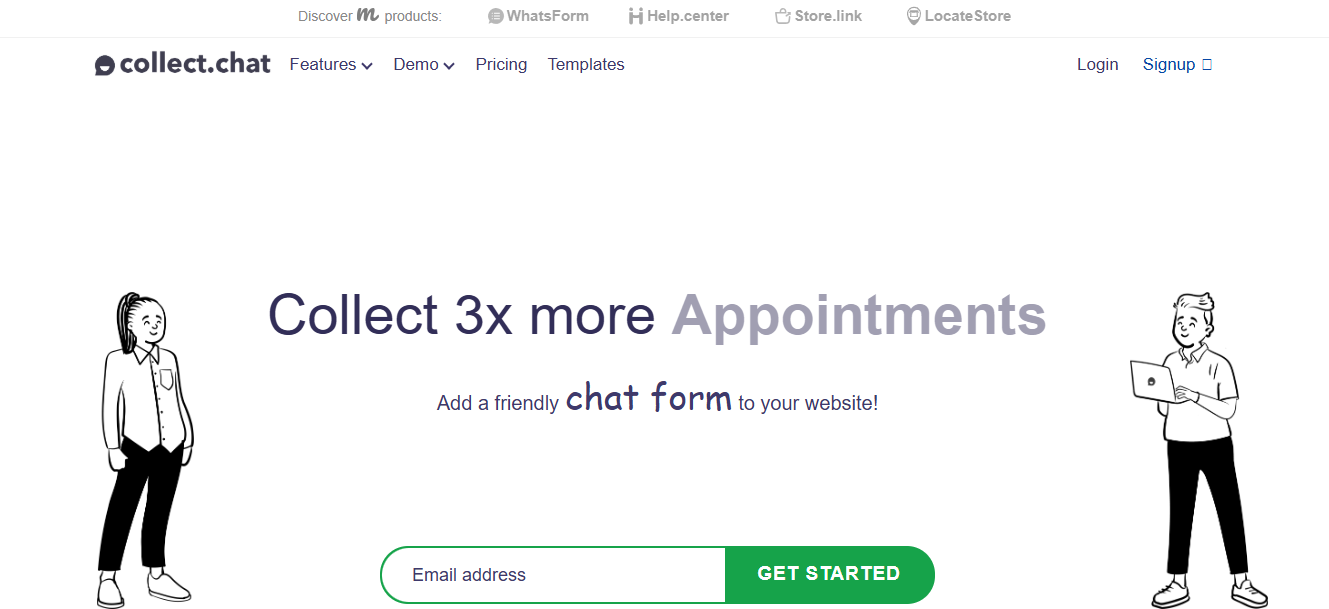 Discover products: WhatsForm Help.center Store.link LocateStore
collect.chat Features Demo Pricing Templates Login Signup
Collect 3x more Appointments
Add a friendly chat form to your website!
Email address GET STARTED